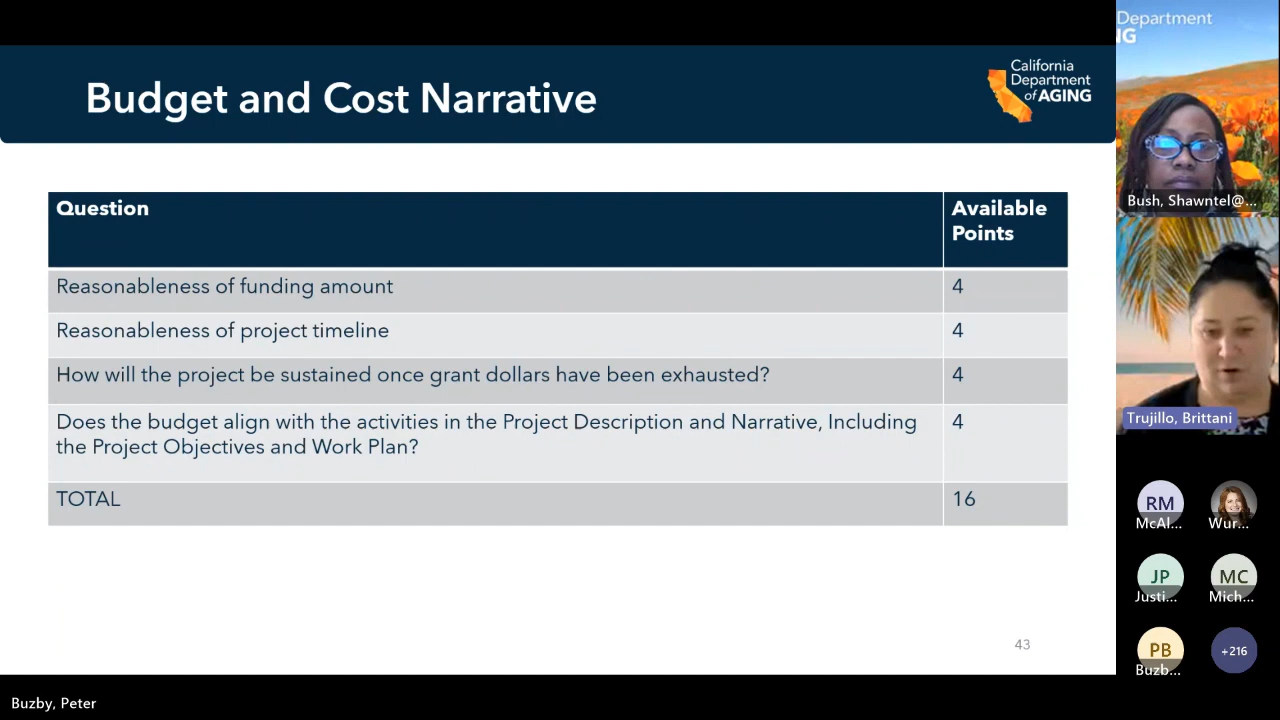 Budget and Cost Narrative
California
Department
of AGING
Question
Available
Points
Reasonableness of funding amount
4
Reasonableness of project timeline
4
How will the project be sustained once grant dollars have been exhausted?
4
Does the budget align with the activities in the Project Description and Narrative, Including
the Project Objectives and Work Plan?
4
TOTAL
16
43
Department
NG
Bush, Shawntel@...
Trujillo, Brittani
RM
McAl...
Wur...
JP
Justi...
MC
Mich...
PB
Buzb...
+216
Buzby, Peter